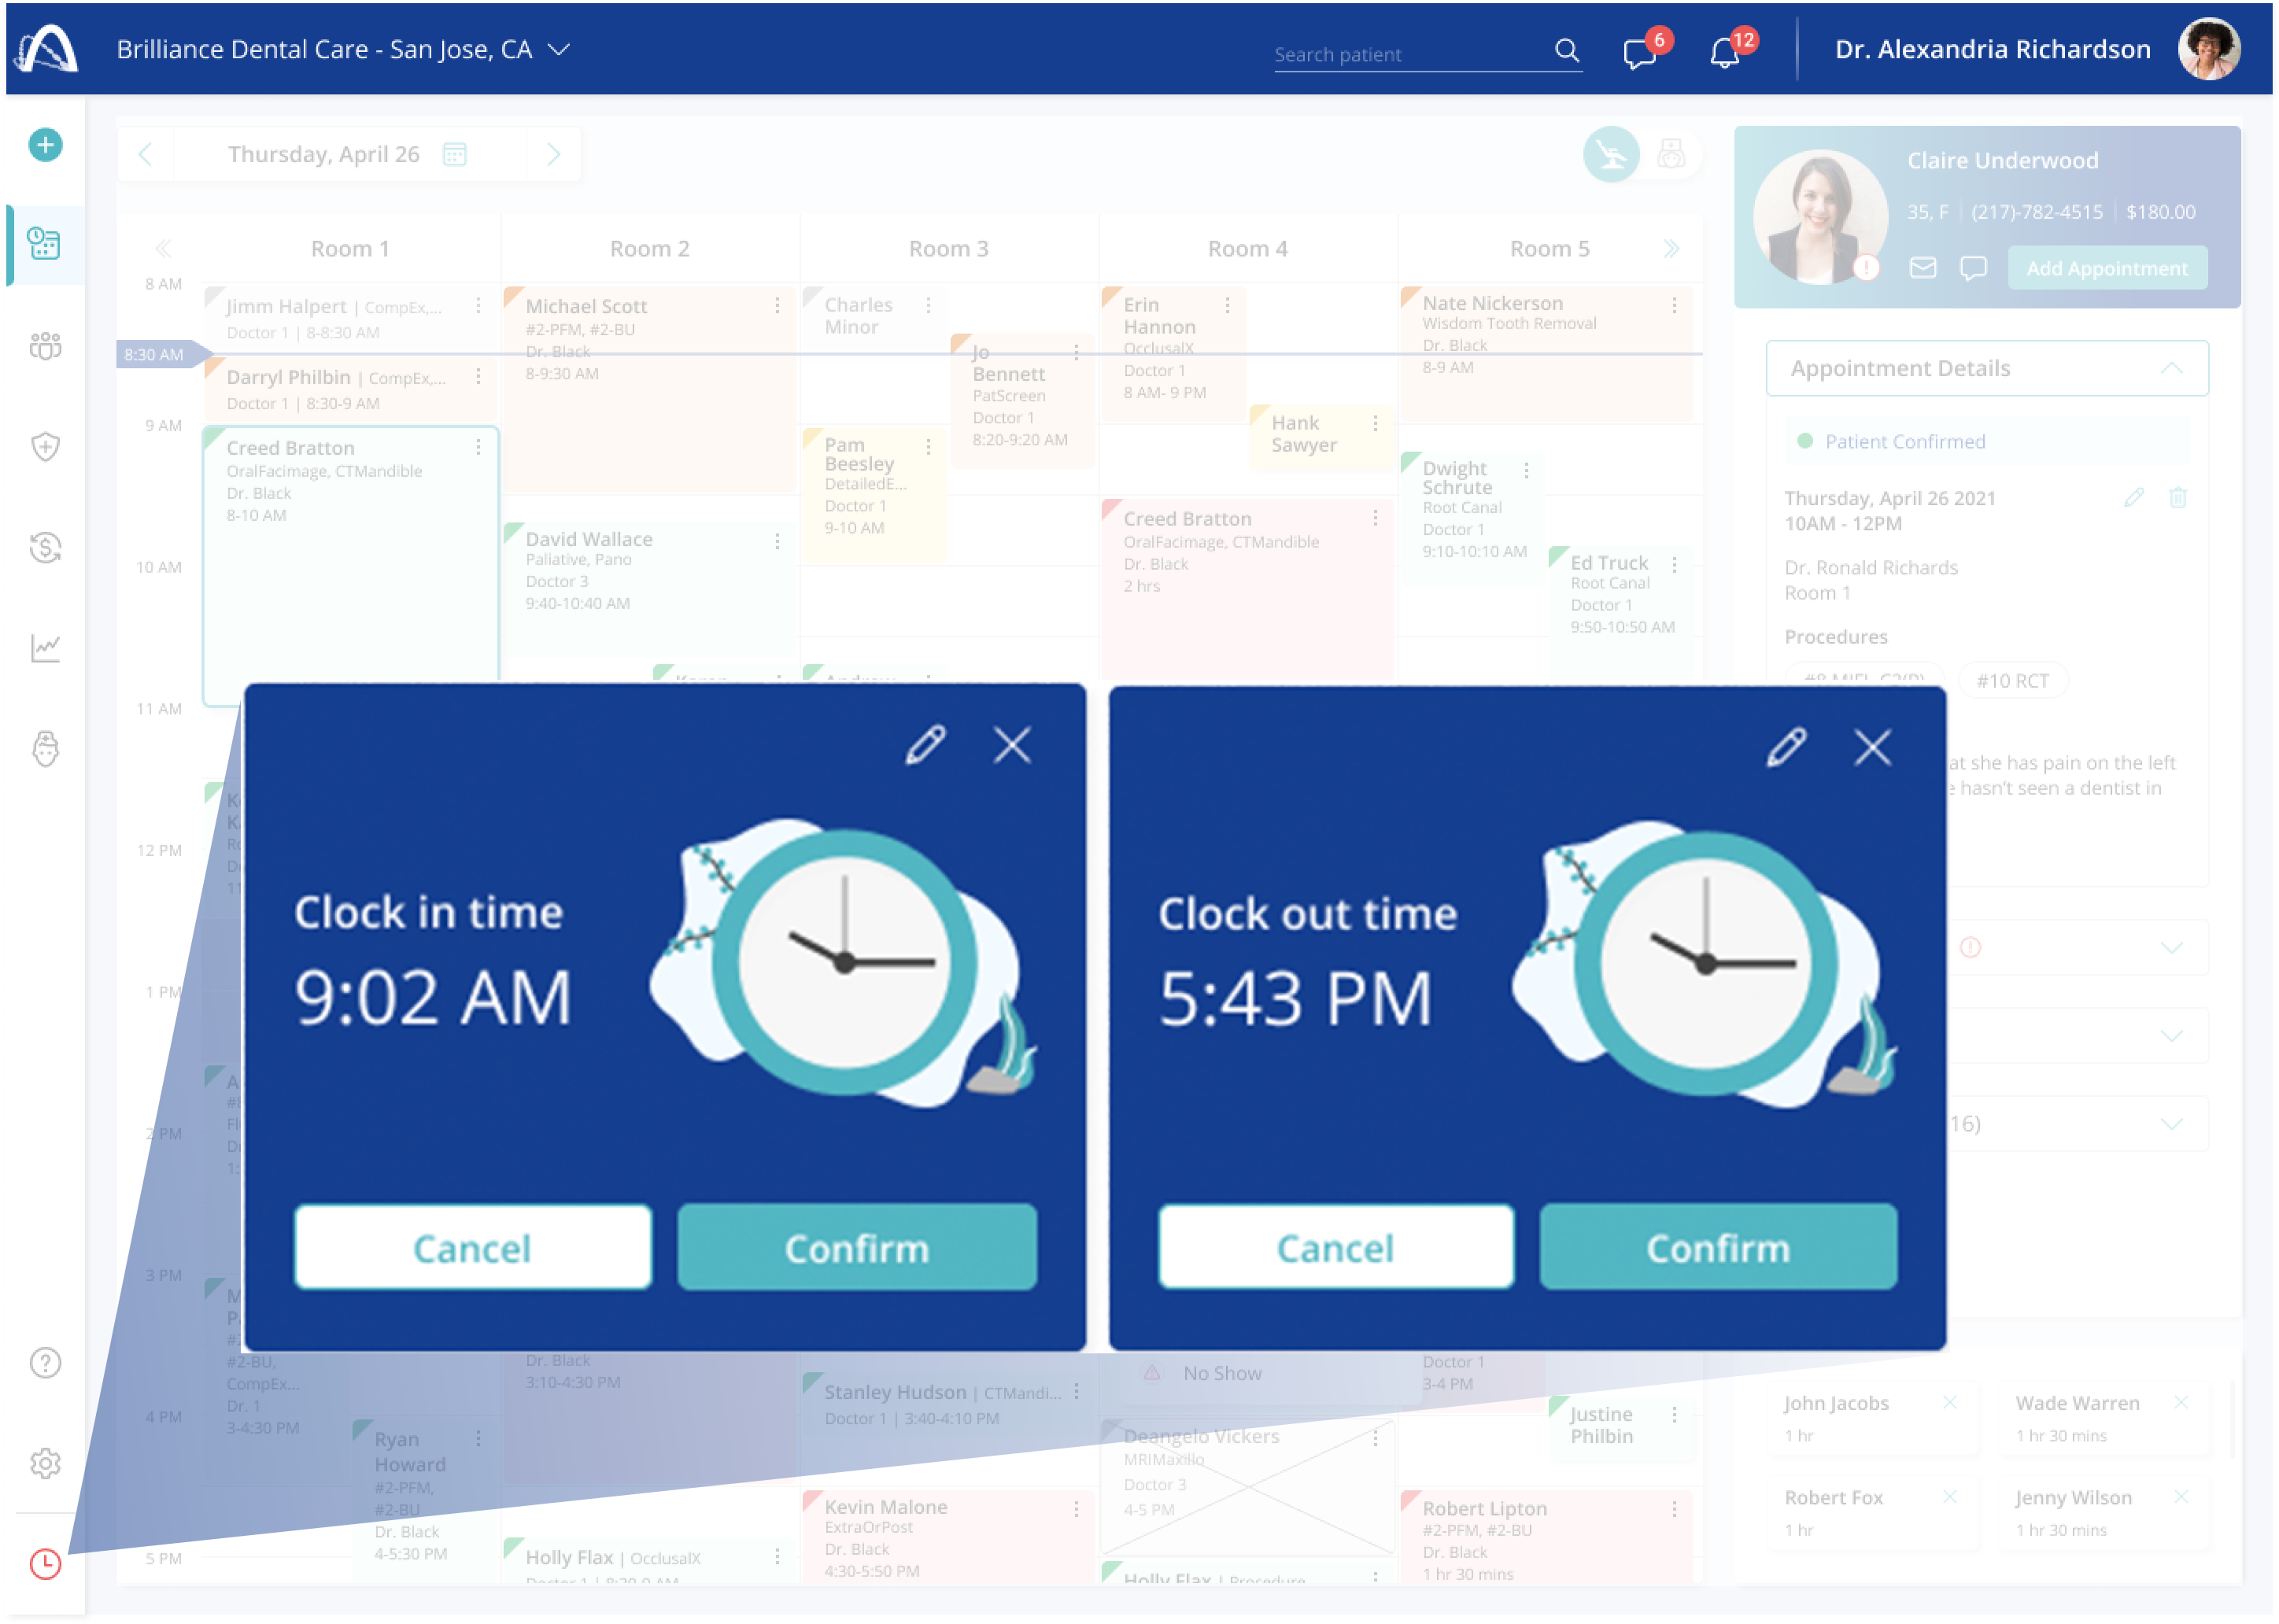 Brilliance Dental Care - San Jose, CA
Search patient
6
12
Dr. Alexandria Richardson
Thursday, April 26
Room 1
Room 2
Room 3
Room 4
Room 5
8 AM
8:30 AM
9 AM
10 AM
11 AM
12 PM
1 PM
2 PM
3 PM
4 PM
5 PM
Jimm Halpert | CompEx,...
Doctor 1 | 8-8:30 AM
Darryl Philbin | CompEx,...
Doctor 1 | 8:30-9 AM
Creed Bratton
OralFacimage, CTMandible
Dr. Black
8-10 AM
Michael Scott
#2-PFM, #2-BU
Dr. Black
8-9:30 AM
David Wallace
Paliative, Pano
Doctor 3
9:40-10:40 AM
Charles
Minor
Jo
Bennett
PatScreen
Doctor 1
8:20-9:20 AM
Pam
Beesley
DetailedE...
Doctor 1
9-10 AM
Erin
Hannon
OcclusalX
Doctor 1
8 AM- 9 PM
Hank
Sawyer
Creed Bratton
OralFacimage, CTMandible
Dr. Black
2 hrs
Nate Nickerson
Wisdom Tooth Removal
Dr. Black
8-9 AM
Dwight
Schrute
Root Canal
Doctor 1
9:10-10:10 AM
Ed Truck
Root Canal
Doctor 1
9:50-10:50 AM
Claire Underwood
35, F | (217)-782-4515 | $180.00
Add Appointment
Appointment Details
Patient Confirmed
Thursday, April 26 2021
10AM - 12PM
Dr. Ronald Richards
Room 1
Procedures
#10 RCT
at she has pain on the left
hasn't seen a dentist in
16)
Clock in time
9:02 AM
Cancel
Confirm
Clock out time
5:43 PM
Cancel
Confirm
#2-BU,
CompEx...
Dr. 1
3-4:30 PM
Ryan
Howard
#2-PFM,
#2-BU
Dr. Black
4-5:30 PM
Dr. Black
3:10-4:30 PM
Holly Flax | OcclusalX
Stanley Hudson | CTMandi...
Doctor 1 | 3:40-4:10 PM
Kevin Malone
ExtraOrPost
Dr. Black
4:30-5:50 PM
No Show
Deangelo Vickers
MRIMaxillo
Doctor 3
4-5 PM
Holly Flax | Procedure
Doctor 1
3-4 PM
Justine
Philbin
Robert Lipton
#2-PFM, #2-BU
Dr. Black
1 hr 30 mins
John Jacobs
1 hr
Wade Warren
1 hr 30 mins
Robert Fox
1 hr
Jenny Wilson
1 hr 30 mins